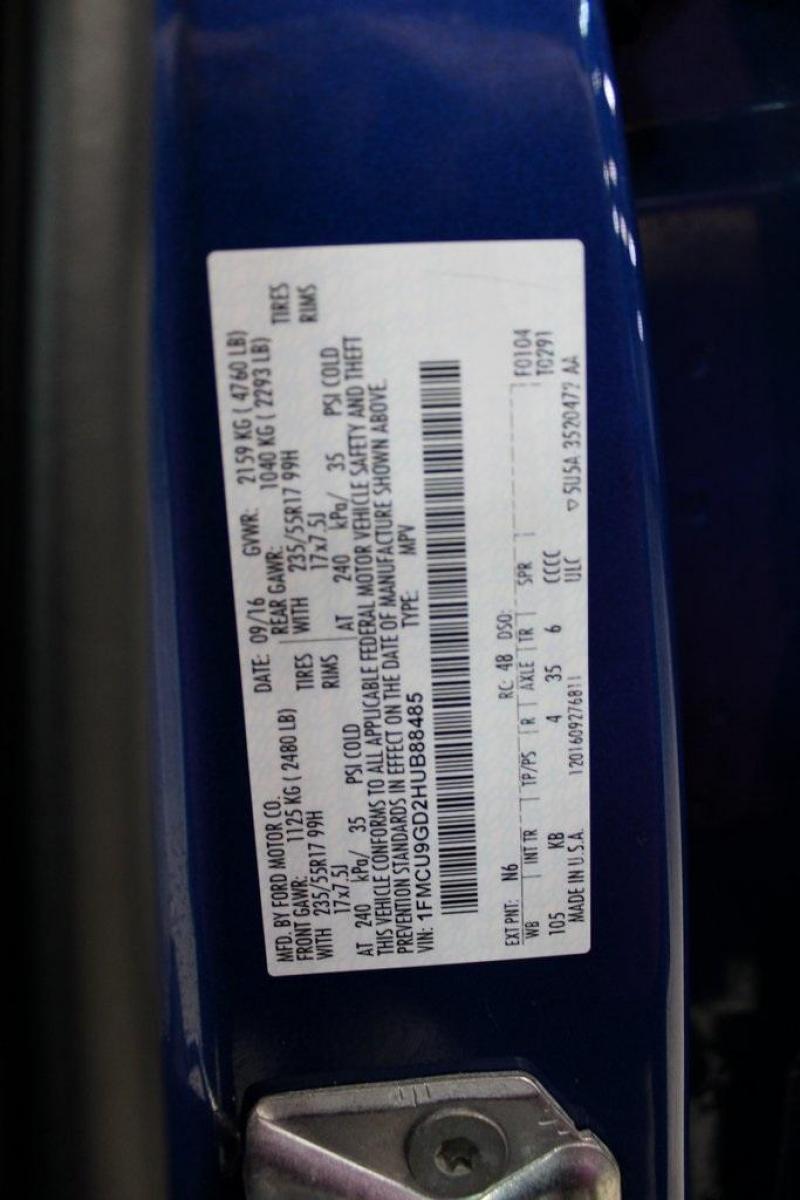 MFD. BY FORD MOTOR CO.
DATE: 09/16 GVWR: 2159 KG ( 4760 LB)
FRONT GAWR: 1125 KG ( 2480 LB)
REAR GAWR: 1040 KG ( 2293 LB)
WITH 235/55R17 99H TIRES
WITH 235/55R17 99H TIRES
17x7.5J RIMS
17x7.5J RIMS
AT 240 kPa/ 35 PSI COLD
AT 240 kPa/ 35 PSI COLD
THIS VEHICLE CONFORMS TO ALL APPLICABLE FEDERAL MOTOR VEHICLE SAFETY AND THEFT
PREVENTION STANDARDS IN EFFECT ON THE DATE OF MANUFACTURE SHOWN ABOVE.
VIN: 1FMCU9GD2HUB88485 TYPE: MPV
EXT PNT: N6 RC: 48 DSO: F0104
WB INT TR TP/PS R AXLE TR SPR T0291
105 KB 4 35 6 CCCC
MADE IN U.S.A. 1201609276811 ULC ▽ 5U5A 3520472 AA